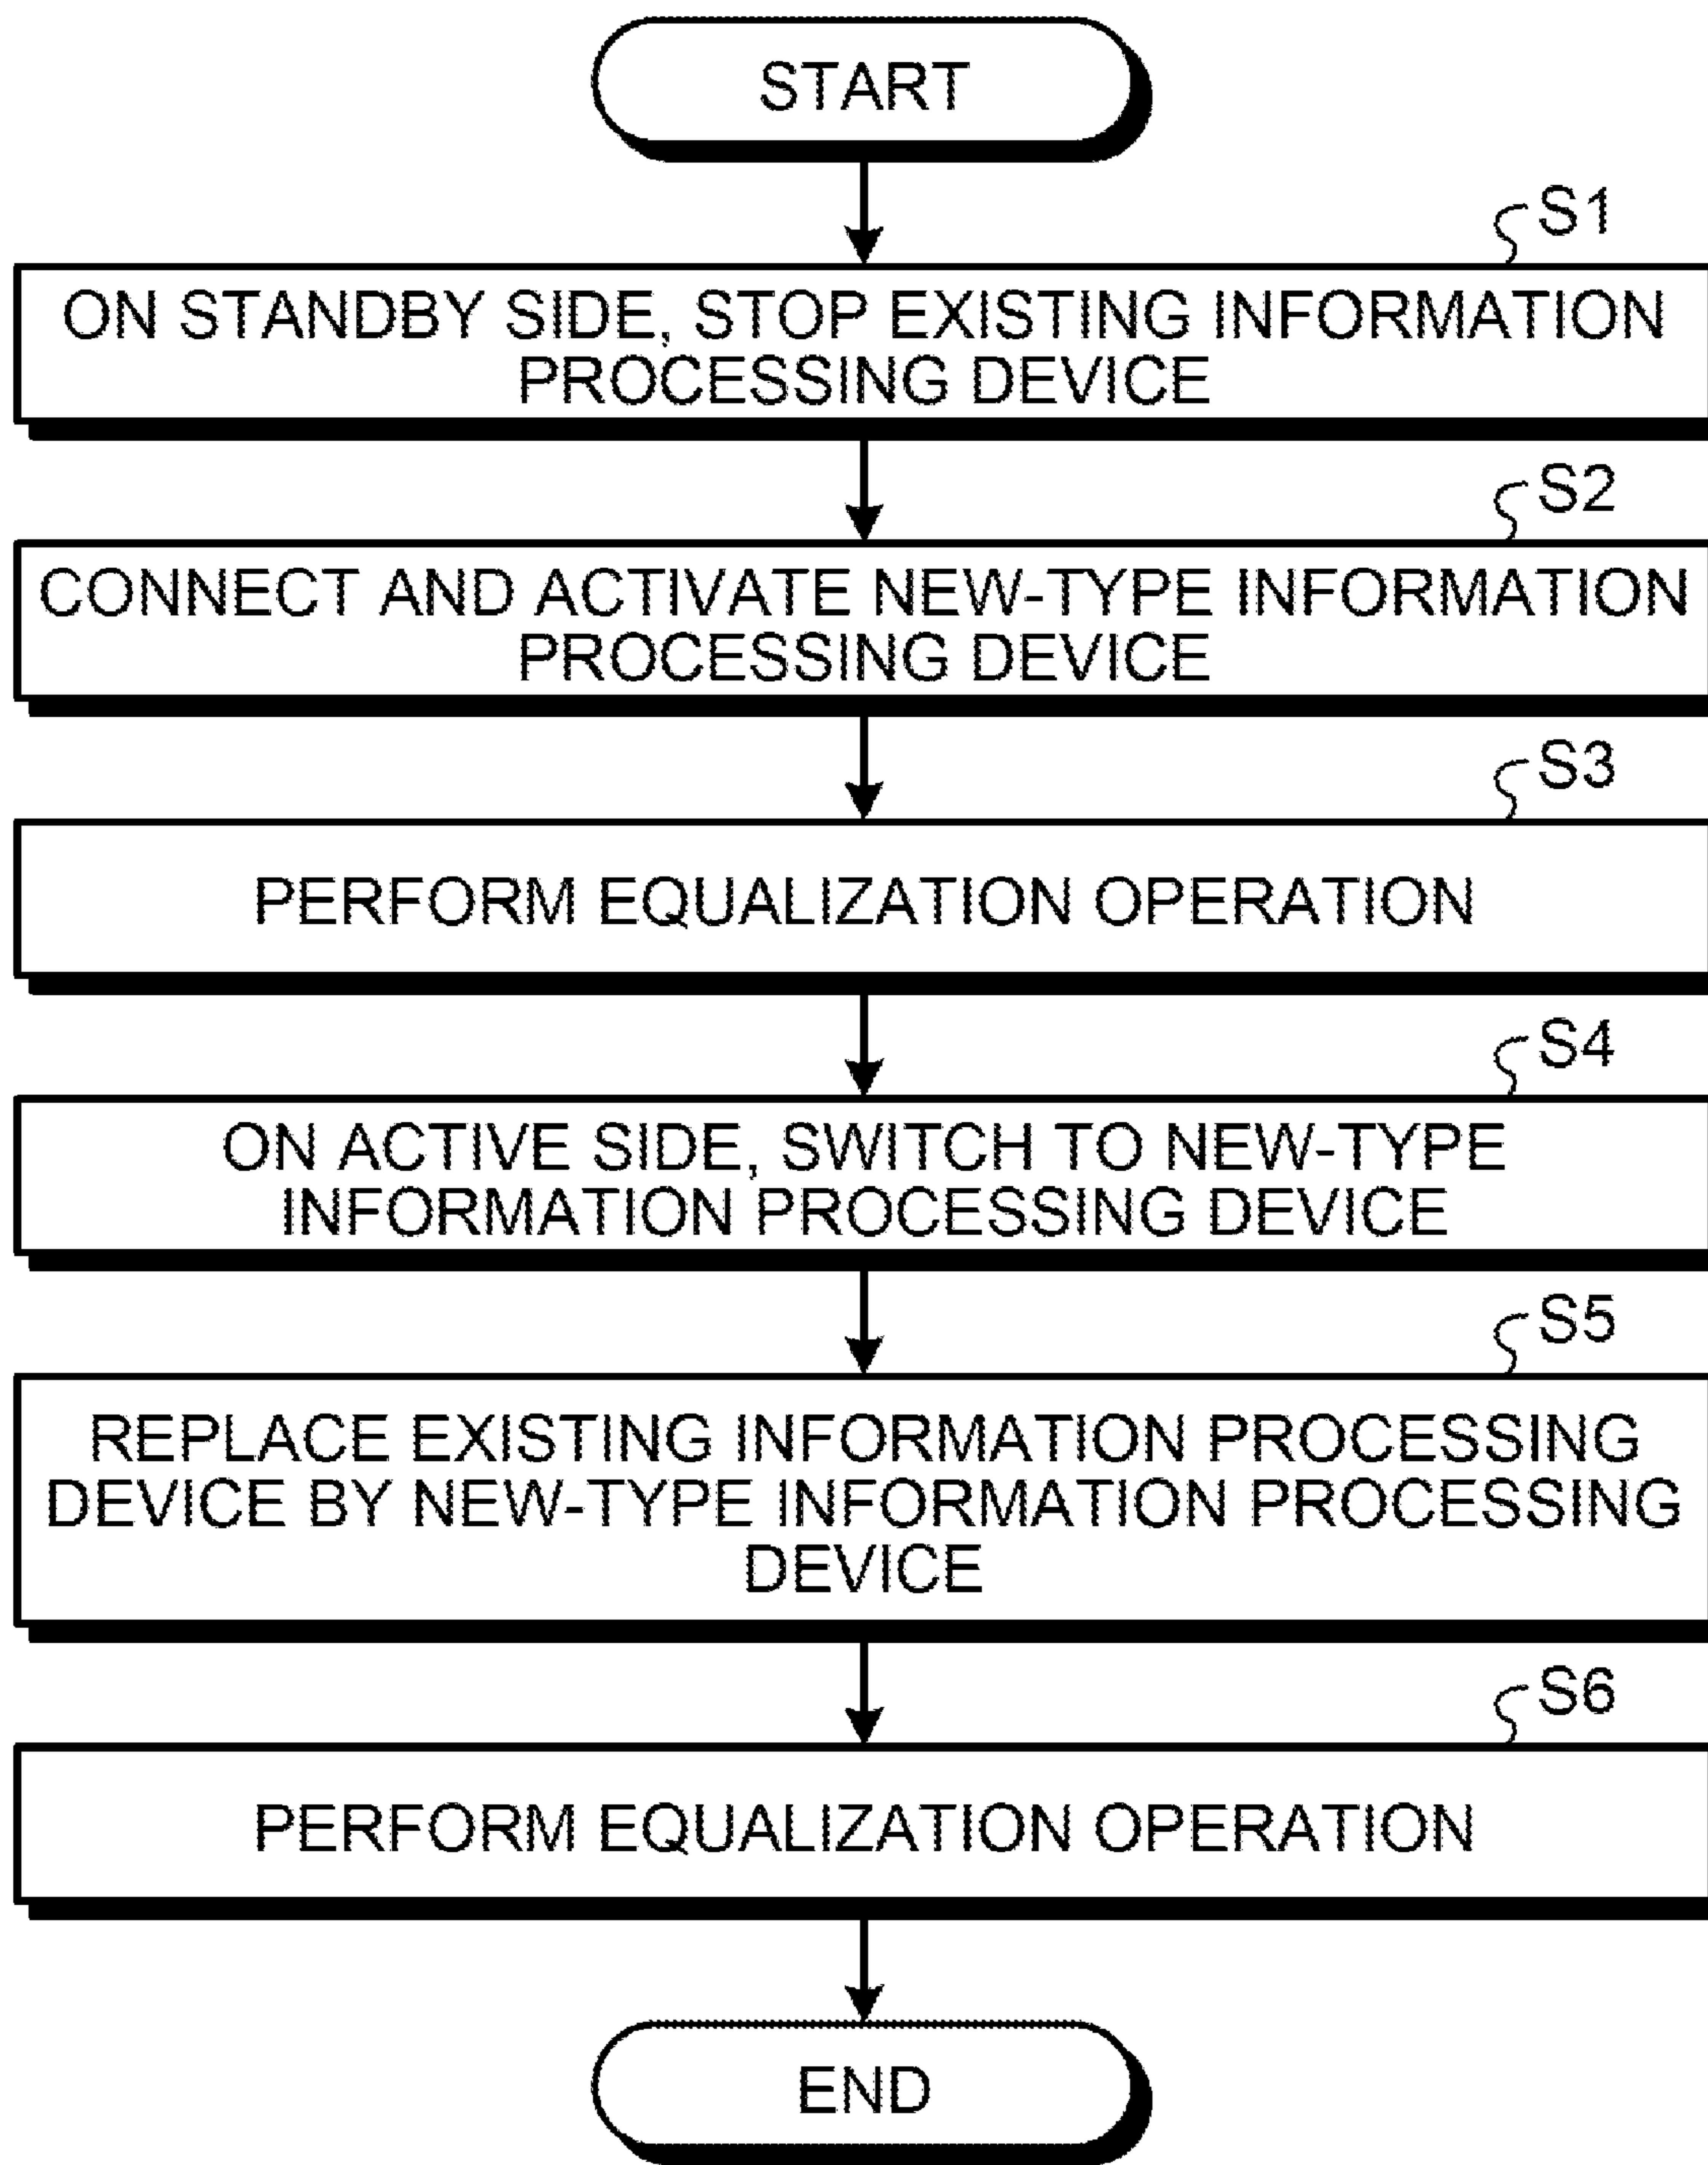 START
S1
ON STANDBY SIDE, STOP EXISTING INFORMATION
PROCESSING DEVICE
S2
CONNECT AND ACTIVATE NEW-TYPE INFORMATION
PROCESSING DEVICE
S3
PERFORM EQUALIZATION OPERATION
S4
ON ACTIVE SIDE, SWITCH TO NEW-TYPE
INFORMATION PROCESSING DEVICE
S5
REPLACE EXISTING INFORMATION PROCESSING
DEVICE BY NEW-TYPE INFORMATION PROCESSING
DEVICE
S6
PERFORM EQUALIZATION OPERATION
END